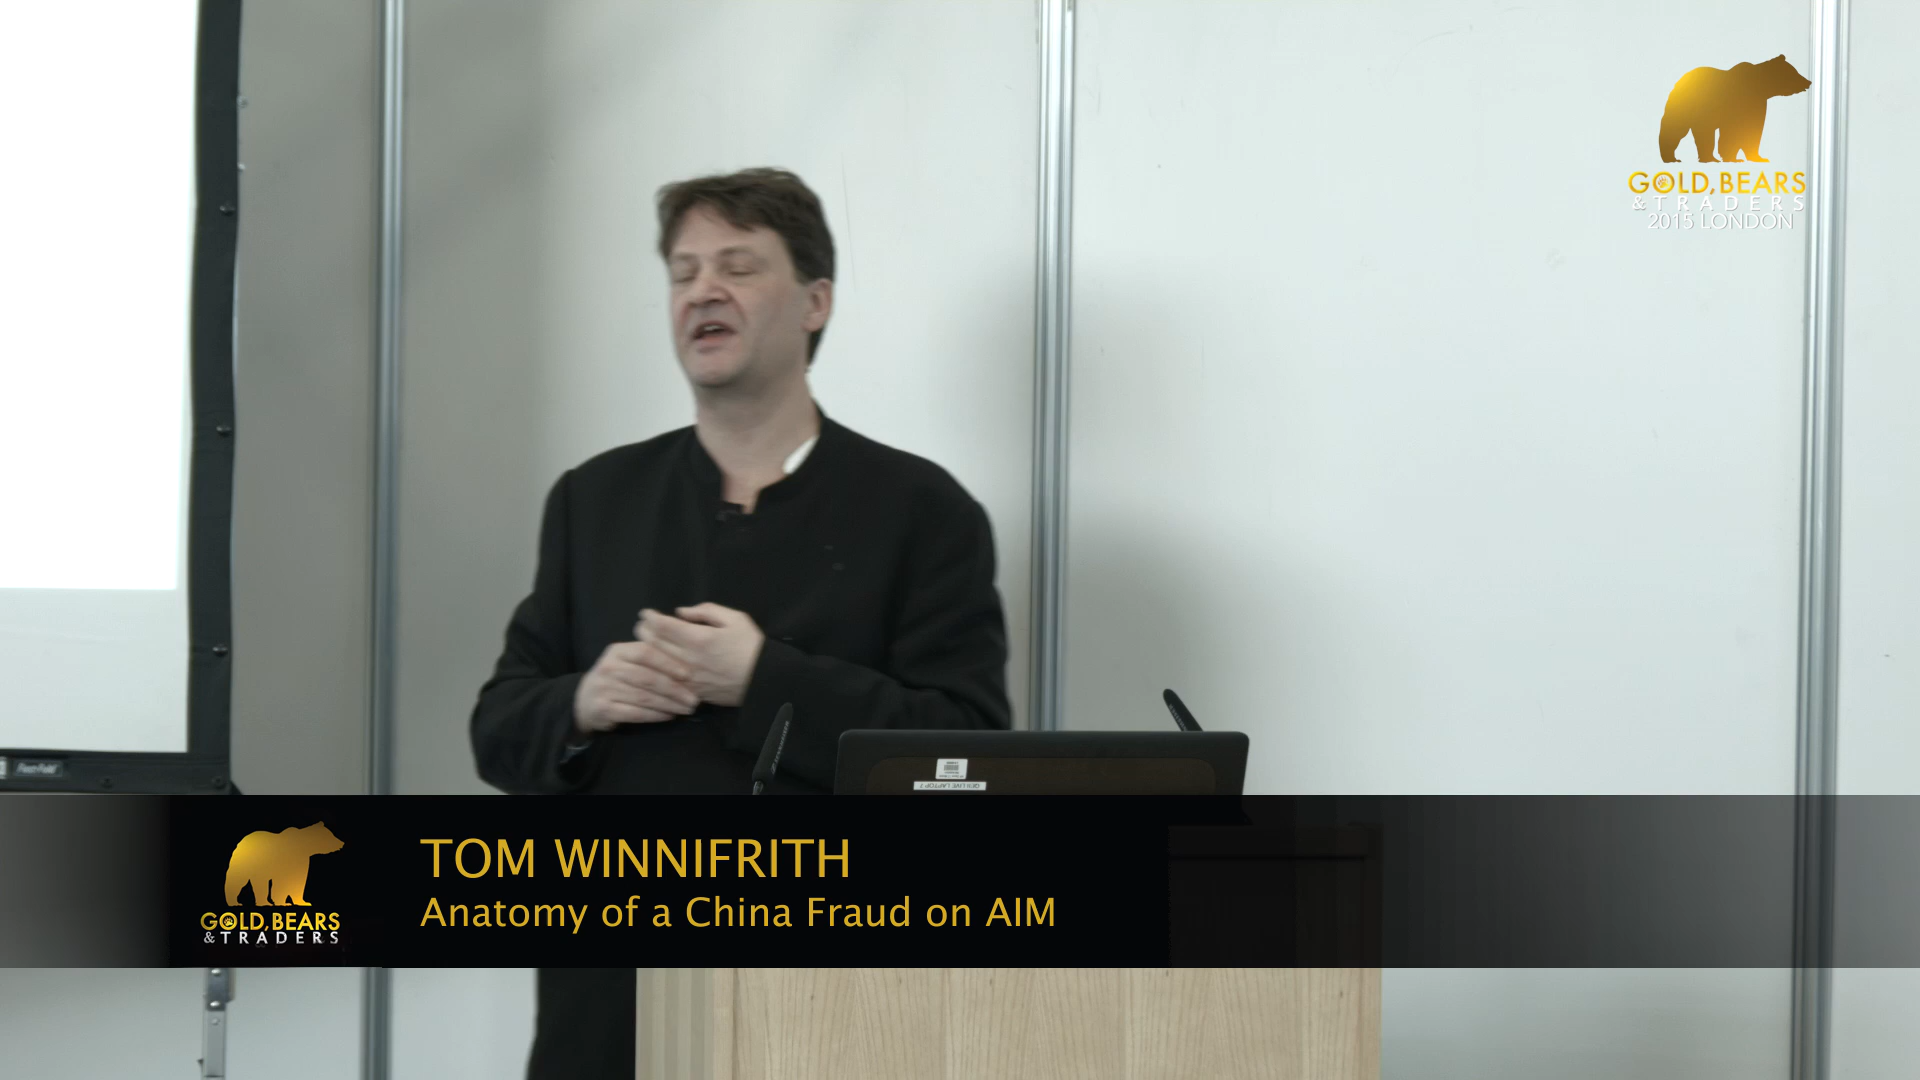 GOLD, BEARS
& TRADERS
2015 LONDON
TOM WINNIFRITH
Anatomy of a China Fraud on AIM
GOLD, BEARS
& TRADERS